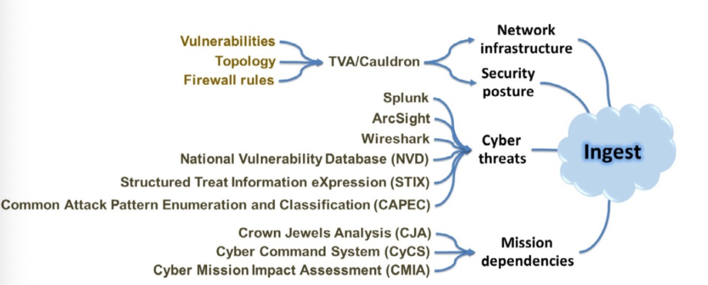 Vulnerabilities
Topology
Firewall rules
TVA/Cauldron
Network
infrastructure
Security
posture
Splunk
ArcSight
Wireshark
National Vulnerability Database (NVD)
Structured Treat Information eXpression (STIX)
Common Attack Pattern Enumeration and Classification (CAPEC)
Cyber
threats
Crown Jewels Analysis (CJA)
Cyber Command System (CyCS)
Cyber Mission Impact Assessment (CMIA)
Mission
dependencies
Ingest